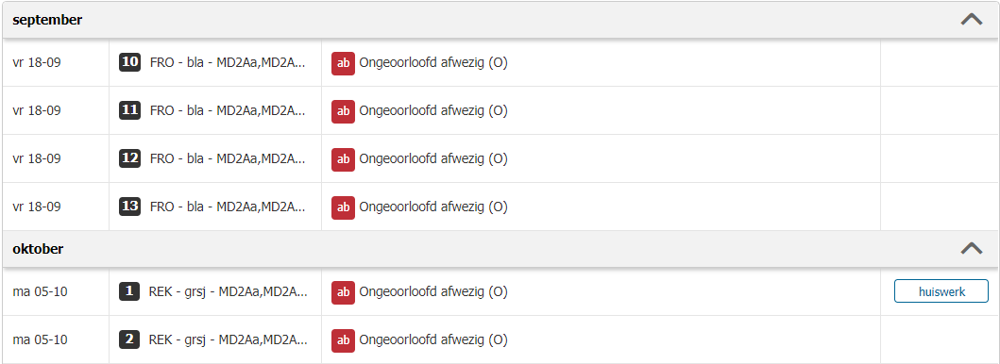 september
vr 18-09 10 FRO - bla - MD2Aa,MD2A... ab Ongeoorloofd afwezig (O)
vr 18-09 11 FRO - bla - MD2Aa,MD2A... ab Ongeoorloofd afwezig (O)
vr 18-09 12 FRO - bla - MD2Aa,MD2A... ab Ongeoorloofd afwezig (O)
vr 18-09 13 FRO - bla - MD2Aa,MD2A... ab Ongeoorloofd afwezig (O)
oktober
ma 05-10 1 REK - grsj - MD2Aa,MD2A... ab Ongeoorloofd afwezig (O) huiswerk
ma 05-10 2 REK - grsj - MD2Aa,MD2A... ab Ongeoorloofd afwezig (O)